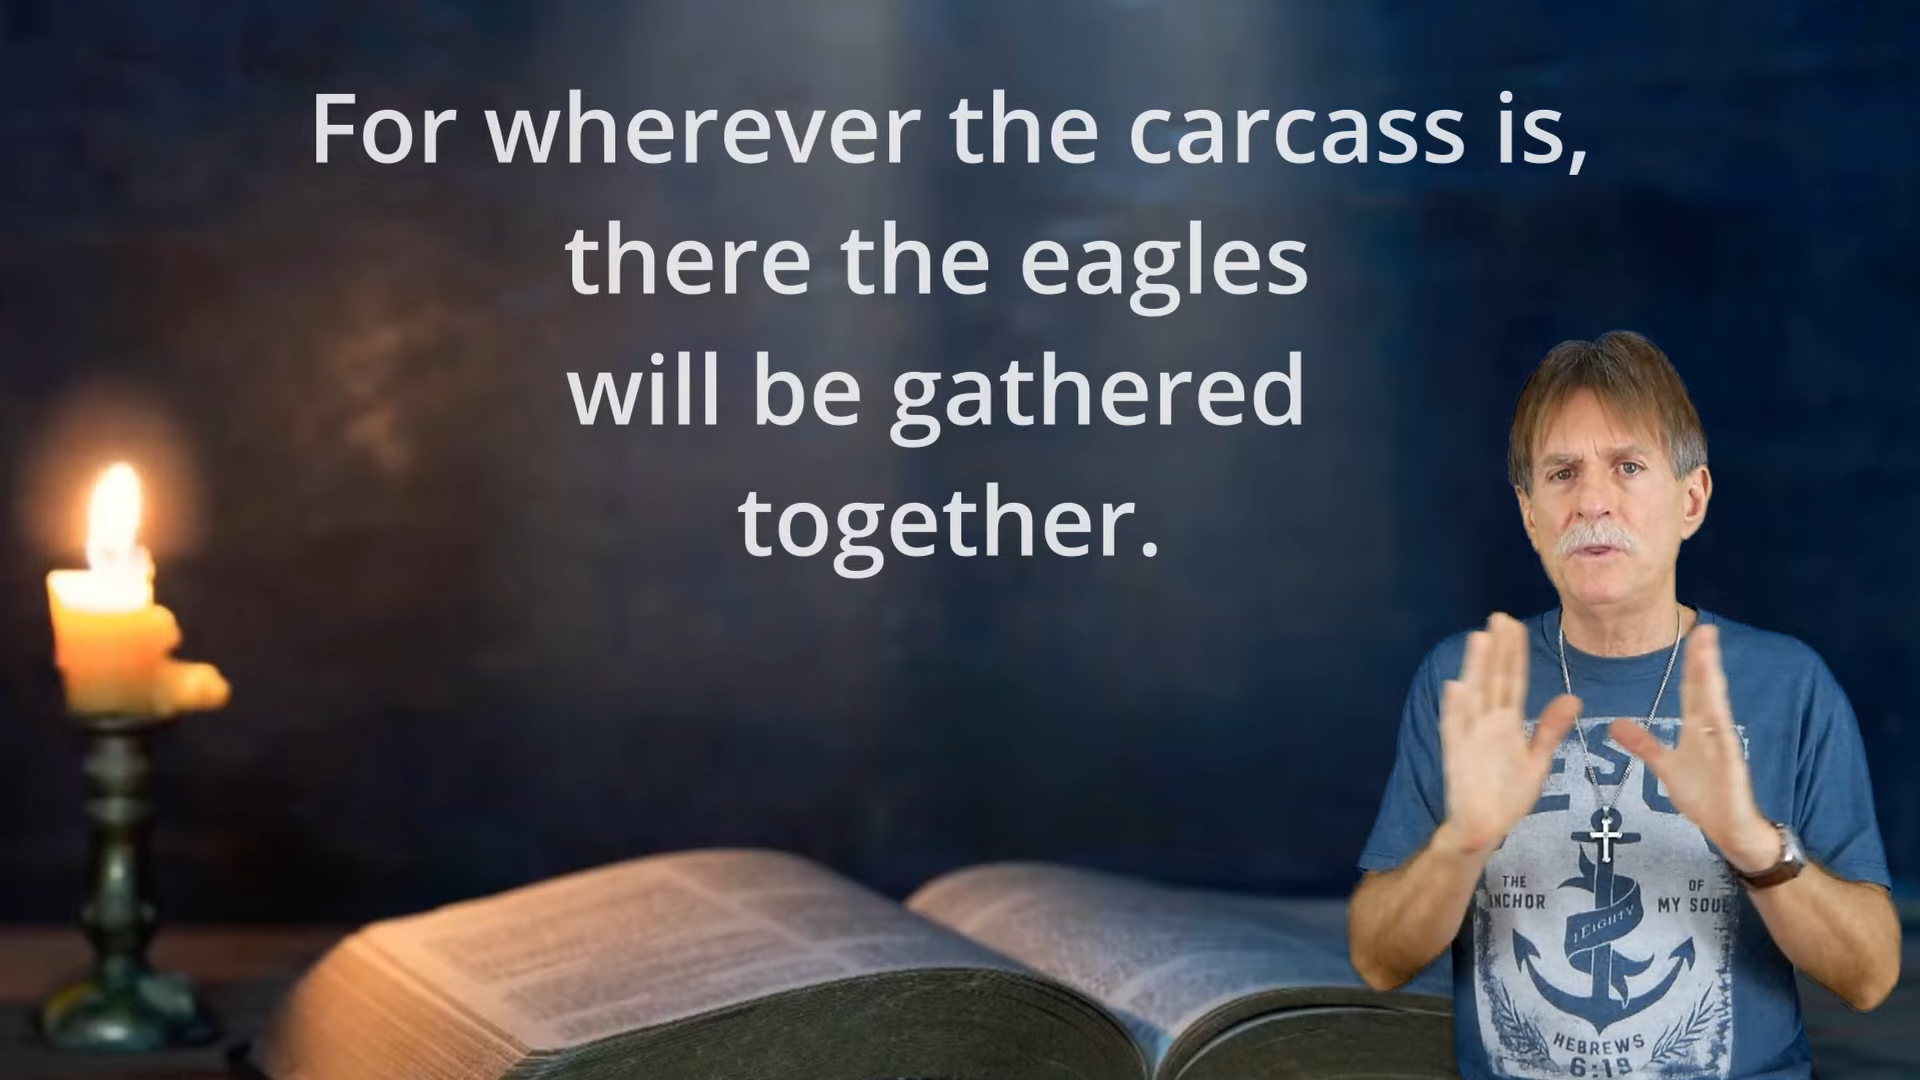 For wherever the carcass is,
there the eagles
will be gathered
together.
THE
OF
MY SOUL
HEBREWS
6:19